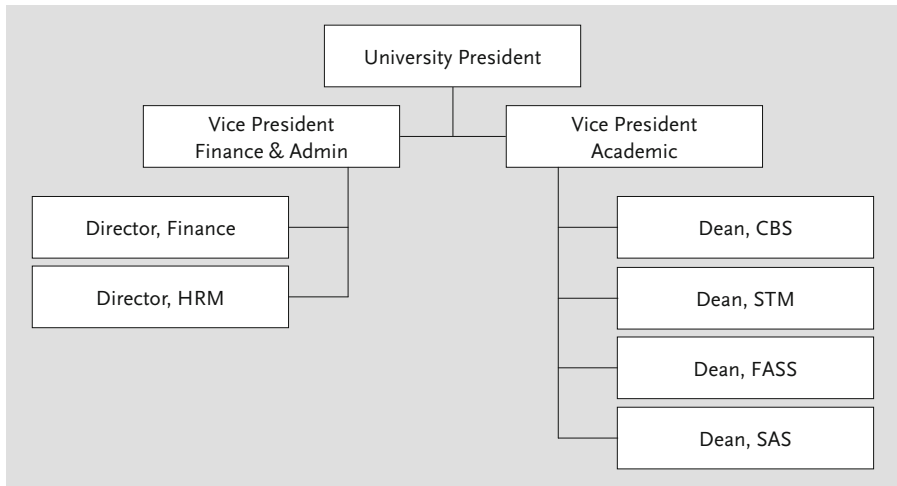 University President
Vice President
Finance & Admin
Vice President
Academic
Director, Finance
Director, HRM
Dean, CBS
Dean, STM
Dean, FASS
Dean, SAS